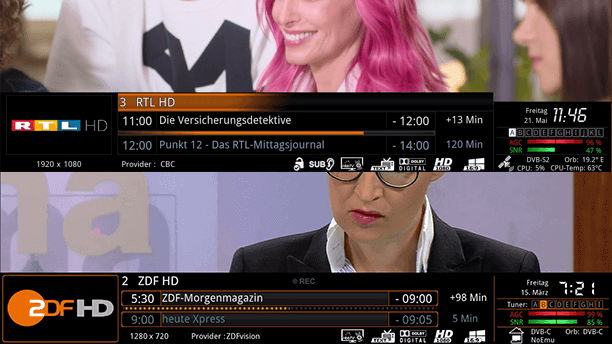 M
3 RTL HD
RTL HD
11:00 Die Versicherungsdetektive - 12:00 +13 Min
12:00 Punkt 12 - Das RTL-Mittagsjournal - 14:00 120 Min
1920 x 1080 Provider : CBC SUB TEXT DOLBY DIGITAL HD 1080 16:9
Freitag
21. Mai 11:46
A B C D E F G H I J K L
AGC 96 %
SNR 47 %
DVB-S2 Orb: 19.2° E
CPU: 5% CPU-Temp: 63°C
ma
2 ZDF HD REC
ZDF HD
5:30 ZDF-Morgenmagazin - 09:00 +98 Min
9:00 heute Xpress - 09:05 5 Min
1280 x 720 Provider :ZDFvision TEXT DOLBY DIGITAL HD 16:9
Freitag
15. März 7:21
Tuner: A B C D E F G H
AGC 99 %
SNR 85 %
DVB-C Orb: DVB-C
NoEmu